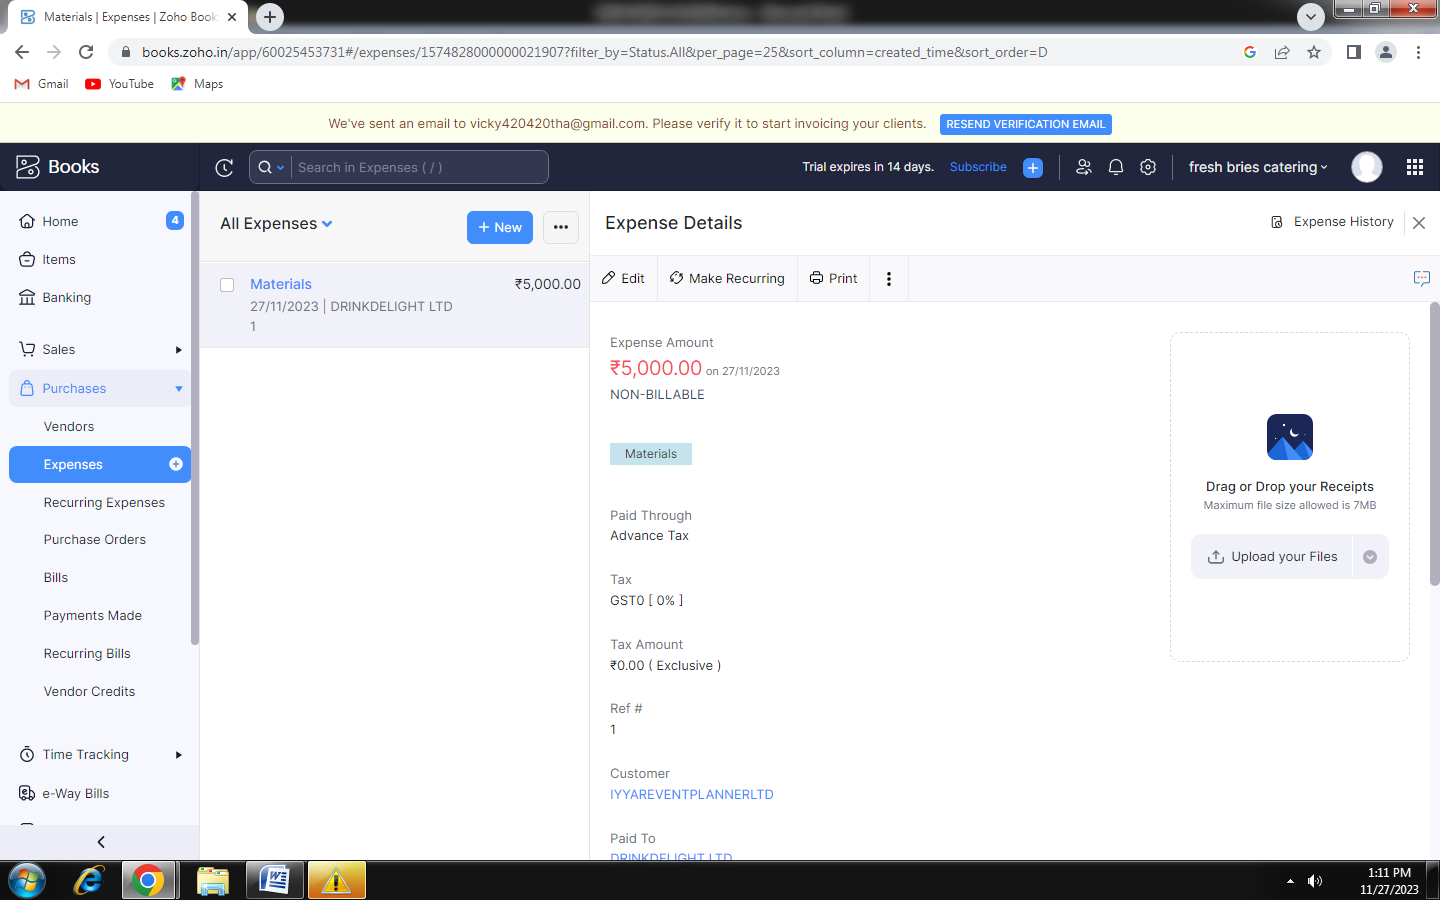 Materials | Expenses | Zoho Book
books.zoho.in/app/60025453731#/expenses/1574828000000021907?filter_by=Status.All&per_page=25&sort_column=created_time&sort_order=D
Gmail YouTube Maps
We've sent an email to vicky420420tha@gmail.com. Please verify it to start invoicing your clients. RESEND VERIFICATION EMAIL
Books
Search in Expenses ( / )
Trial expires in 14 days. Subscribe
fresh bries catering
Home 4
Items
Banking
Sales
Purchases
Vendors
Expenses
Recurring Expenses
Purchase Orders
Bills
Payments Made
Recurring Bills
Vendor Credits
Time Tracking
e-Way Bills
All Expenses
+ New
Materials ₹5,000.00
27/11/2023 | DRINKDELIGHT LTD
1
Expense Details
Expense History
Edit Make Recurring Print
Expense Amount
₹5,000.00 on 27/11/2023
NON-BILLABLE
Materials
Paid Through
Advance Tax
Tax
GST0 [ 0% ]
Tax Amount
₹0.00 ( Exclusive )
Ref #
1
Customer
IYYAREVENTPLANNERLTD
Paid To
DRINKDELIGHT LTD
Drag or Drop your Receipts
Maximum file size allowed is 7MB
Upload your Files
1:11 PM
11/27/2023